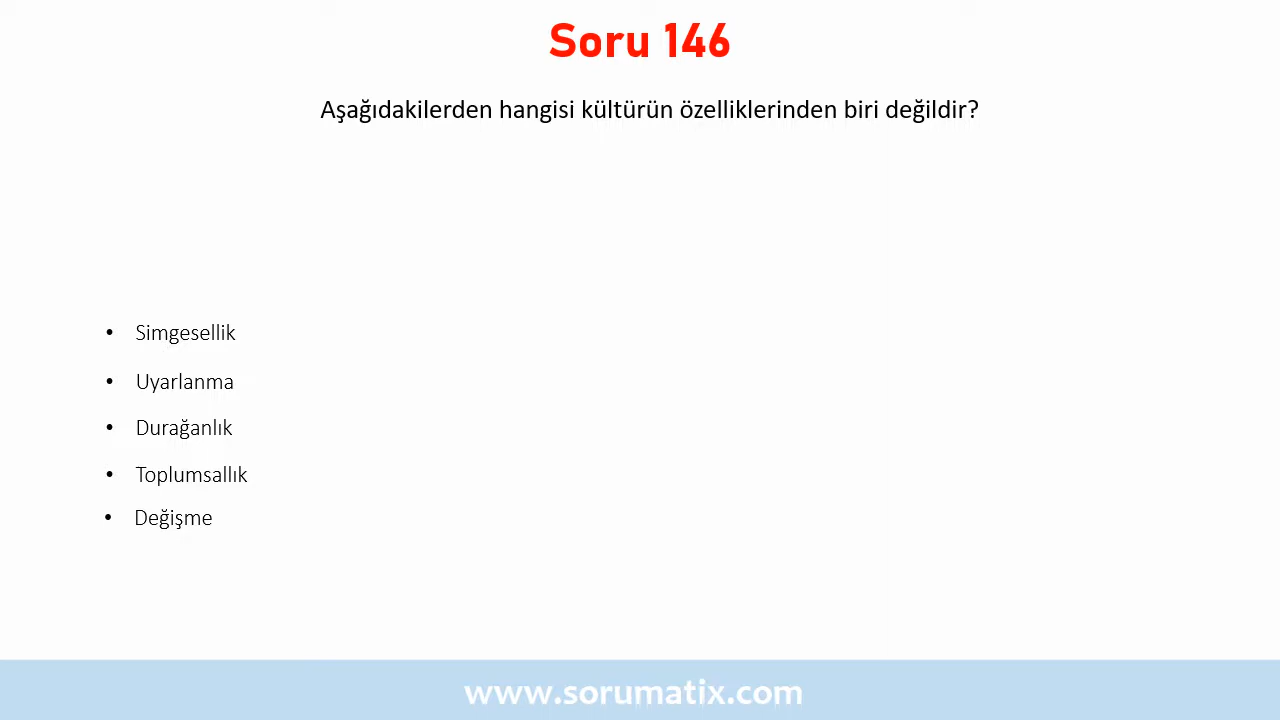 Soru 146
Aşağıdakilerden hangisi kültürün özelliklerinden biri değildir?
• Simgesellik
• Uyarlanma
• Durağanlık
• Toplumsallık
• Değişme
www.sorumatix.com